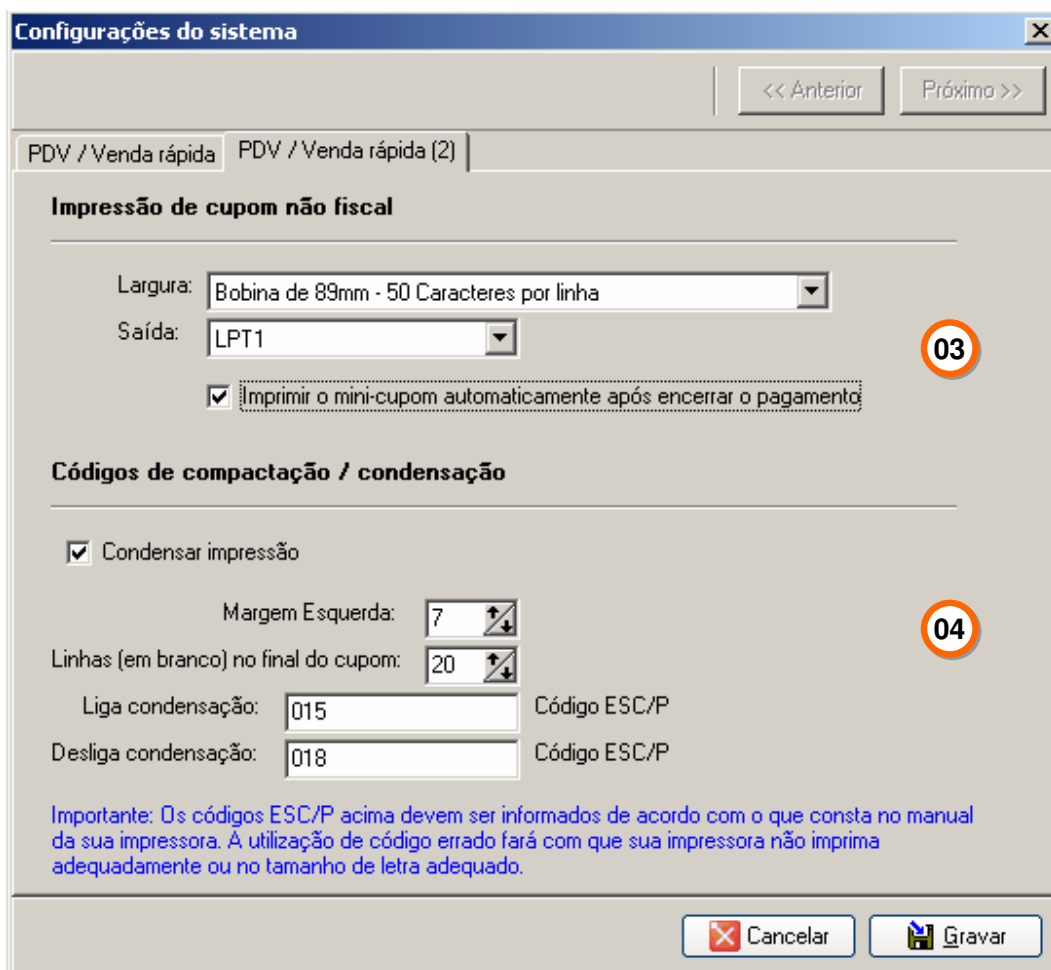 Configurações do sistema
<< Anterior
Próximo >>
PDV / Venda rápida
PDV / Venda rápida (2)
Impressão de cupom não fiscal
Largura: Bobina de 89mm - 50 Caracteres por linha
Saída: LPT1
03
Imprimir o mini-cupom automaticamente após encerrar o pagamento
Códigos de compactação / condensação
Condensar impressão
Margem Esquerda: 7
04
Linhas (em branco) no final do cupom: 20
Liga condensação: 015 Código ESC/P
Desliga condensação: 018 Código ESC/P
Importante: Os códigos ESC/P acima devem ser informados de acordo com o que consta no manual
da sua impressora. A utilização de código errado fará com que sua impressora não imprima
adequadamente ou no tamanho de letra adequado.
Cancelar
Gravar